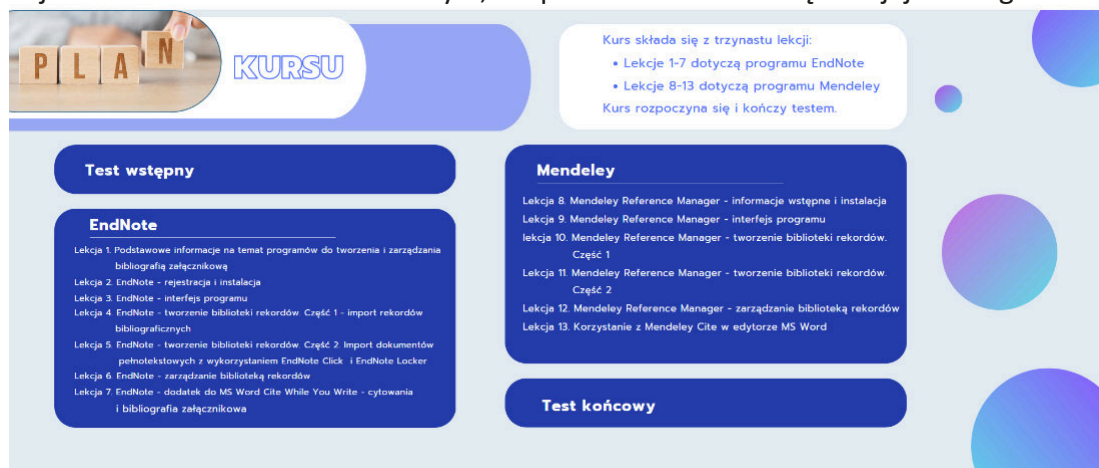 PLAN
KURSU
Kurs składa się z trzynastu lekcji:
• Lekcje 1-7 dotyczą programu EndNote
• Lekcje 8-13 dotyczą programu Mendeley
Kurs rozpoczyna się i kończy testem.
Test wstępny
EndNote
Lekcja 1. Podstawowe informacje na temat programów do tworzenia i zarządzania
bibliografią załącznikową
Lekcja 2. EndNote - rejestracja i instalacja
Lekcja 3. EndNote - interfejs programu
Lekcja 4. EndNote - tworzenie biblioteki rekordów. Część 1 - import rekordów
bibliograficznych
Lekcja 5. EndNote - tworzenie biblioteki rekordów. Część 2. Import dokumentów
pełnotekstowych z wykorzystaniem EndNote Click i EndNote Locker
Lekcja 6. EndNote - zarządzanie biblioteką rekordów
Lekcja 7. EndNote - dodatek do MS Word Cite While You Write - cytowania
i bibliografia załącznikowa
Mendeley
Lekcja 8. Mendeley Reference Manager - informacje wstępne i instalacja
Lekcja 9. Mendeley Reference Manager - interfejs programu
lekcja 10. Mendeley Reference Manager - tworzenie biblioteki rekordów.
Część 1
Lekcja 11. Mendeley Reference Manager - tworzenie biblioteki rekordów.
Część 2
Lekcja 12. Mendeley Reference Manager - zarządzanie biblioteką rekordów
Lekcja 13. Korzystanie z Mendeley Cite w edytorze MS Word
Test końcowy